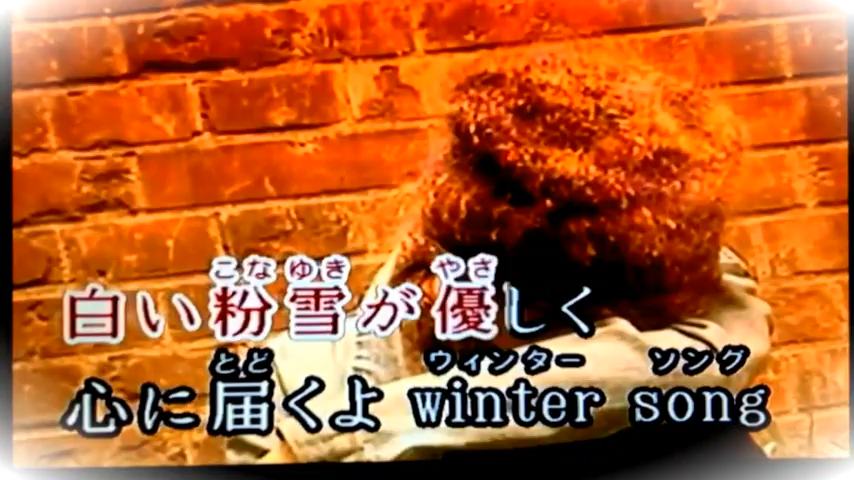 こなゆき やさ
白い粉雪が優しく
とど ウィンター ソング
心に届くよ winter song